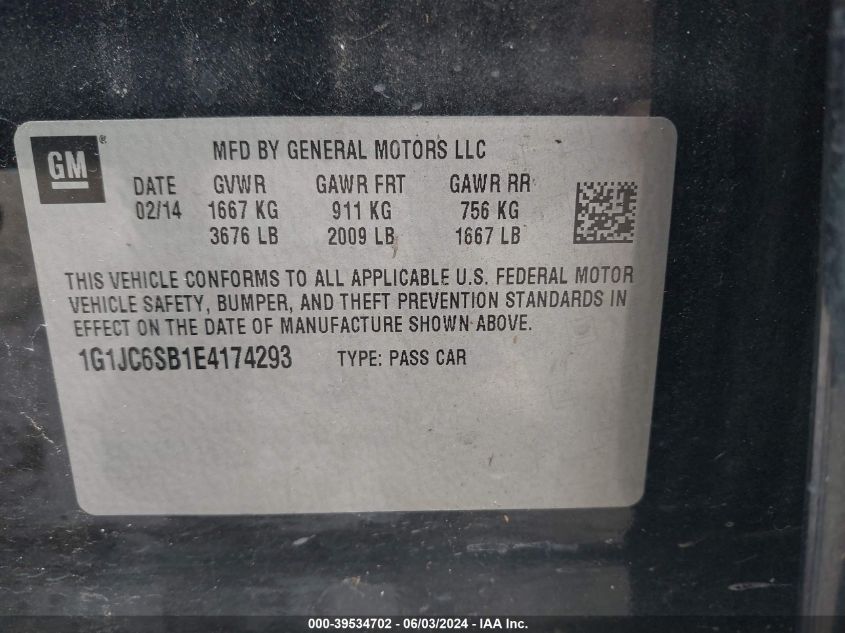 GM ®
MFD BY GENERAL MOTORS LLC
DATE GVWR GAWR FRT GAWR RR
02/14 1667 KG 911 KG 756 KG
3676 LB 2009 LB 1667 LB
THIS VEHICLE CONFORMS TO ALL APPLICABLE U.S. FEDERAL MOTOR
VEHICLE SAFETY, BUMPER, AND THEFT PREVENTION STANDARDS IN
EFFECT ON THE DATE OF MANUFACTURE SHOWN ABOVE.
1G1JC6SB1E4174293 TYPE: PASS CAR
000-39534702 - 06/03/2024 - IAA Inc.